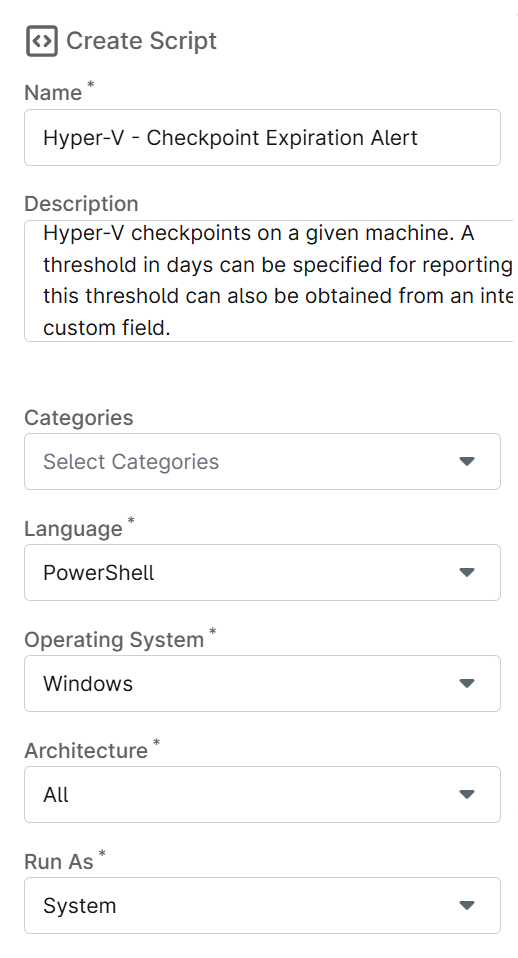 Create Script
Name *
Hyper-V - Checkpoint Expiration Alert
Description
Hyper-V checkpoints on a given machine. A
threshold in days can be specified for reporting
this threshold can also be obtained from an inte
custom field.
Categories
Select Categories
Language *
PowerShell
Operating System *
Windows
Architecture *
All
Run As *
System